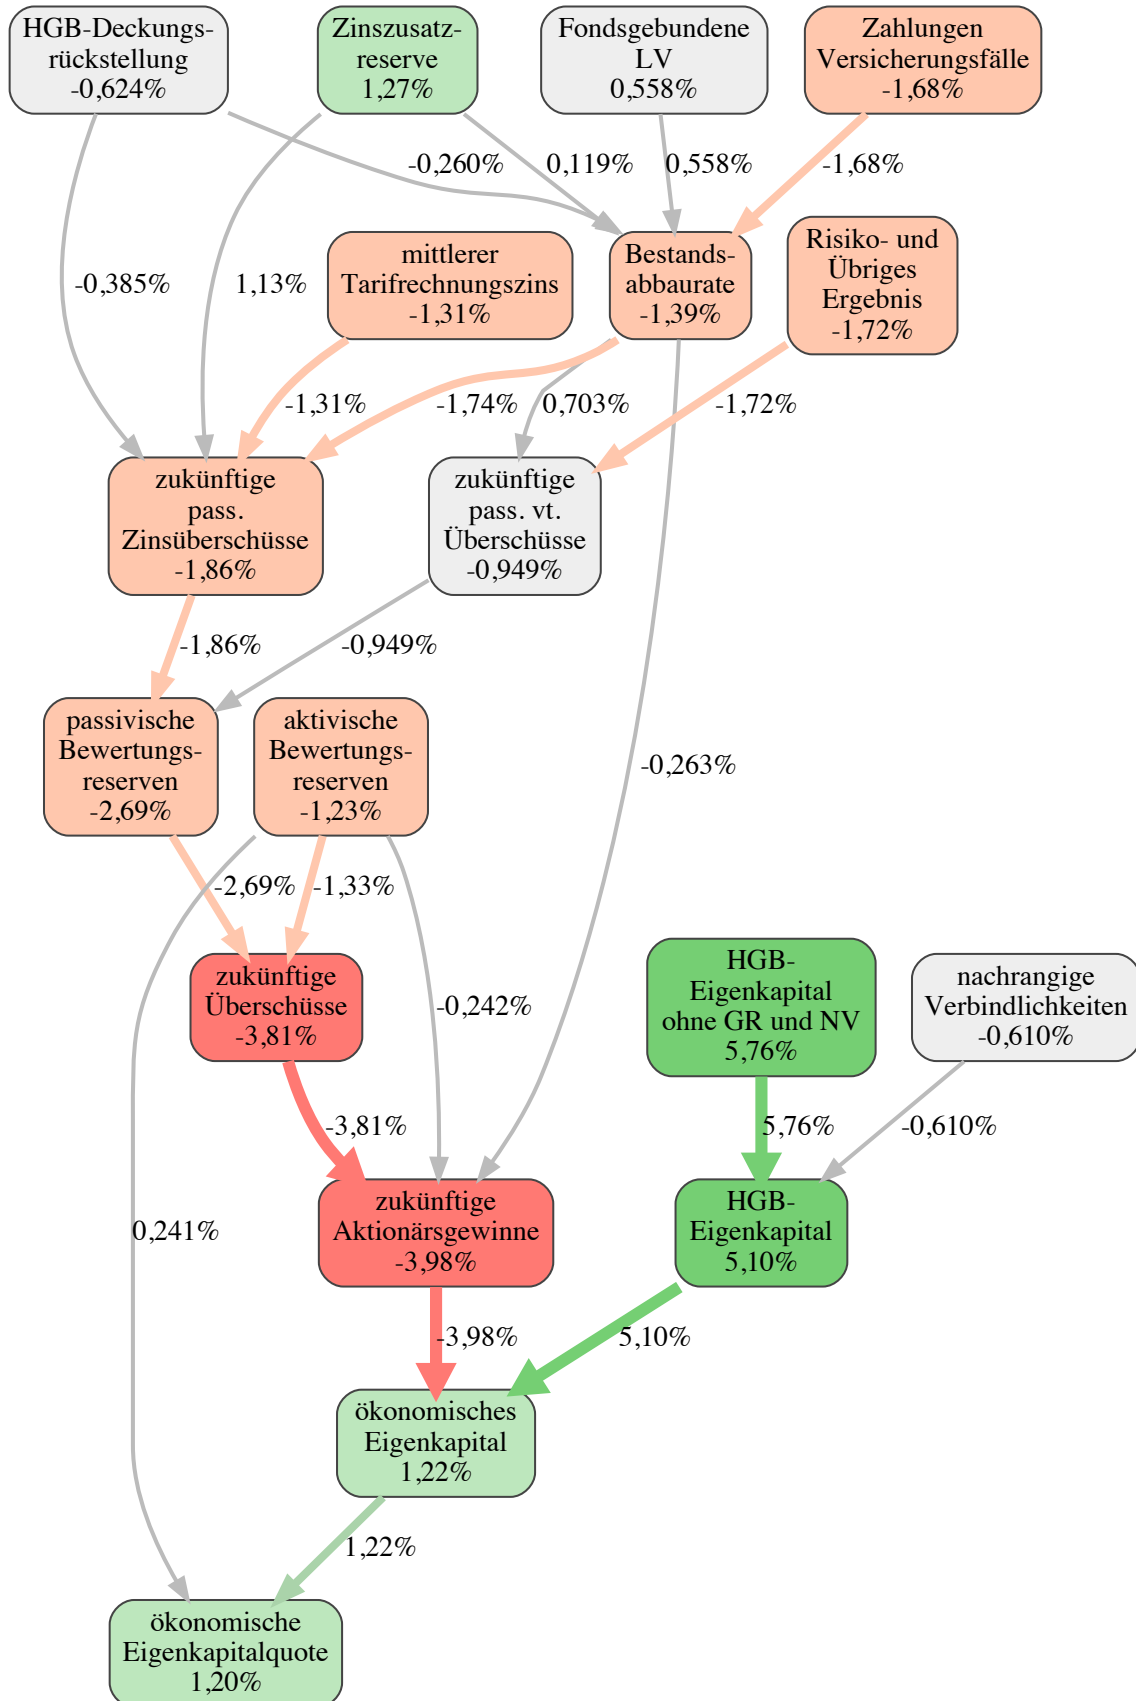 HGB-Deckungs-
rückstellung
-0,624%
Zinszusatz-
reserve
1,27%
Fondsgebundene
LV
0,558%
Zahlungen
Versicherungsfälle
-1,68%
-0,260%
0,119%
0,558%
-1,68%
mittlerer
Tarifrechnungszins
-1,31%
Bestands-
abbaurate
-1,39%
Risiko- und
Übriges
Ergebnis
-1,72%
-0,385%
1,13%
-1,31%
-1,74%
0,703%
-1,72%
zukünftige
pass.
Zinsüberschüsse
-1,86%
zukünftige
pass. vt.
Überschüsse
-0,949%
-1,86%
-0,949%
passivische
Bewertungs-
reserven
-2,69%
aktivische
Bewertungs-
reserven
-1,23%
-0,263%
-2,69%
-1,33%
zukünftige
Überschüsse
-3,81%
-0,242%
HGB-
Eigenkapital
ohne GR und NV
5,76%
nachrangige
Verbindlichkeiten
-0,610%
-3,81%
5,76%
-0,610%
0,241%
zukünftige
Aktionärsgewinne
-3,98%
HGB-
Eigenkapital
5,10%
-3,98%
5,10%
ökonomisches
Eigenkapital
1,22%
1,22%
ökonomische
Eigenkapitalquote
1,20%